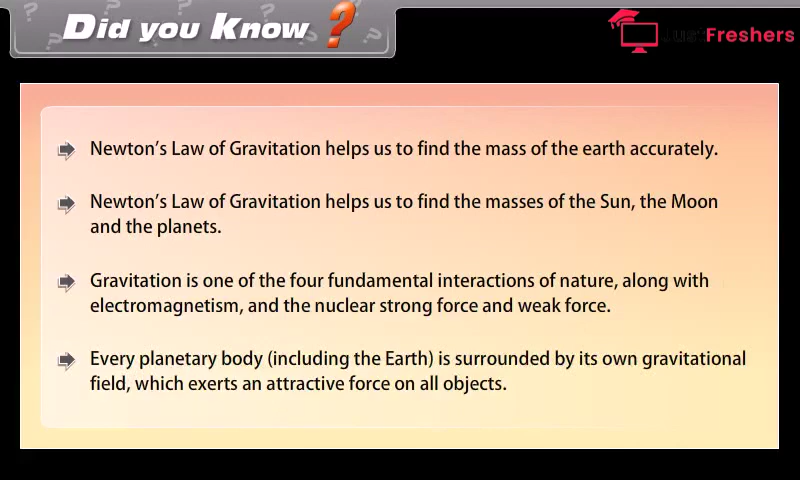 Did you Know ?
Just Freshers
Newton's Law of Gravitation helps us to find the mass of the earth accurately.
Newton's Law of Gravitation helps us to find the masses of the Sun, the Moon
and the planets.
Gravitation is one of the four fundamental interactions of nature, along with
electromagnetism, and the nuclear strong force and weak force.
Every planetary body (including the Earth) is surrounded by its own gravitational
field, which exerts an attractive force on all objects.